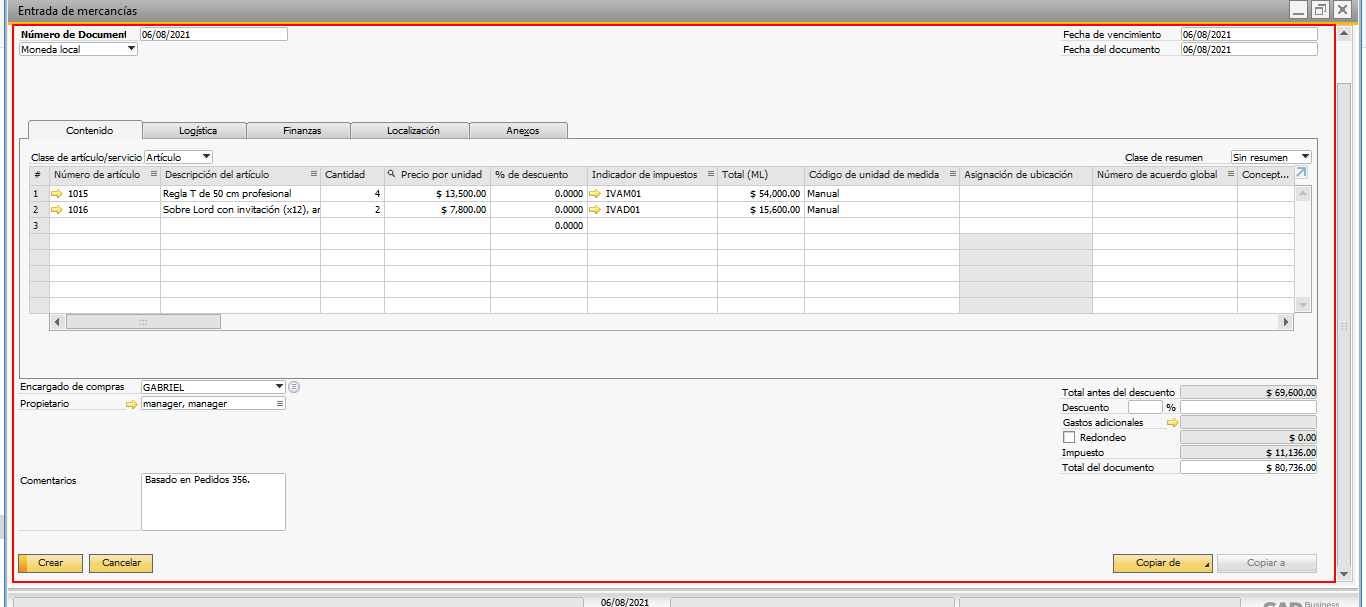 Entrada de mercancías
Número de Document 06/08/2021 Fecha de vencimiento 06/08/2021
Moneda local Fecha del documento 06/08/2021
Contenido Logística Finanzas Localización Anexos
Clase de artículo/servicio Artículo Clase de resumen Sin resumen
# Número de artículo Descripción del artículo Cantidad Precio por unidad % de descuento Indicador de impuestos Total (ML) Código de unidad de medida Asignación de ubicación Número de acuerdo global Concept...
1 1015 Regla T de 50 cm profesional 4 $ 13,500.00 0.0000 IVAM01 $ 54,000.00 Manual
2 1016 Sobre Lord con invitación (x12), ar 2 $ 7,800.00 0.0000 IVAD01 $ 15,600.00 Manual
3 0.0000
Encargado de compras GABRIEL Total antes del descuento $ 69,600.00
Propietario manager, manager Descuento %
Gastos adicionales
Redondeo $ 0.00
Impuesto $ 11,136.00
Total del documento $ 80,736.00
Comentarios Basado en Pedidos 356.
Crear Cancelar Copiar de Copiar a
06/08/2021 Business